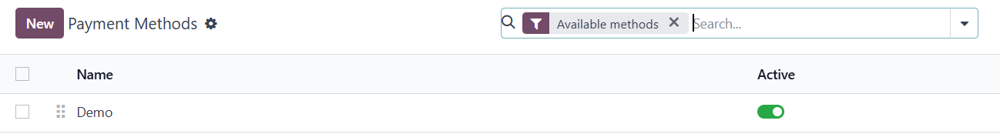 New Payment Methods Available methods Search...
Name Active
Demo